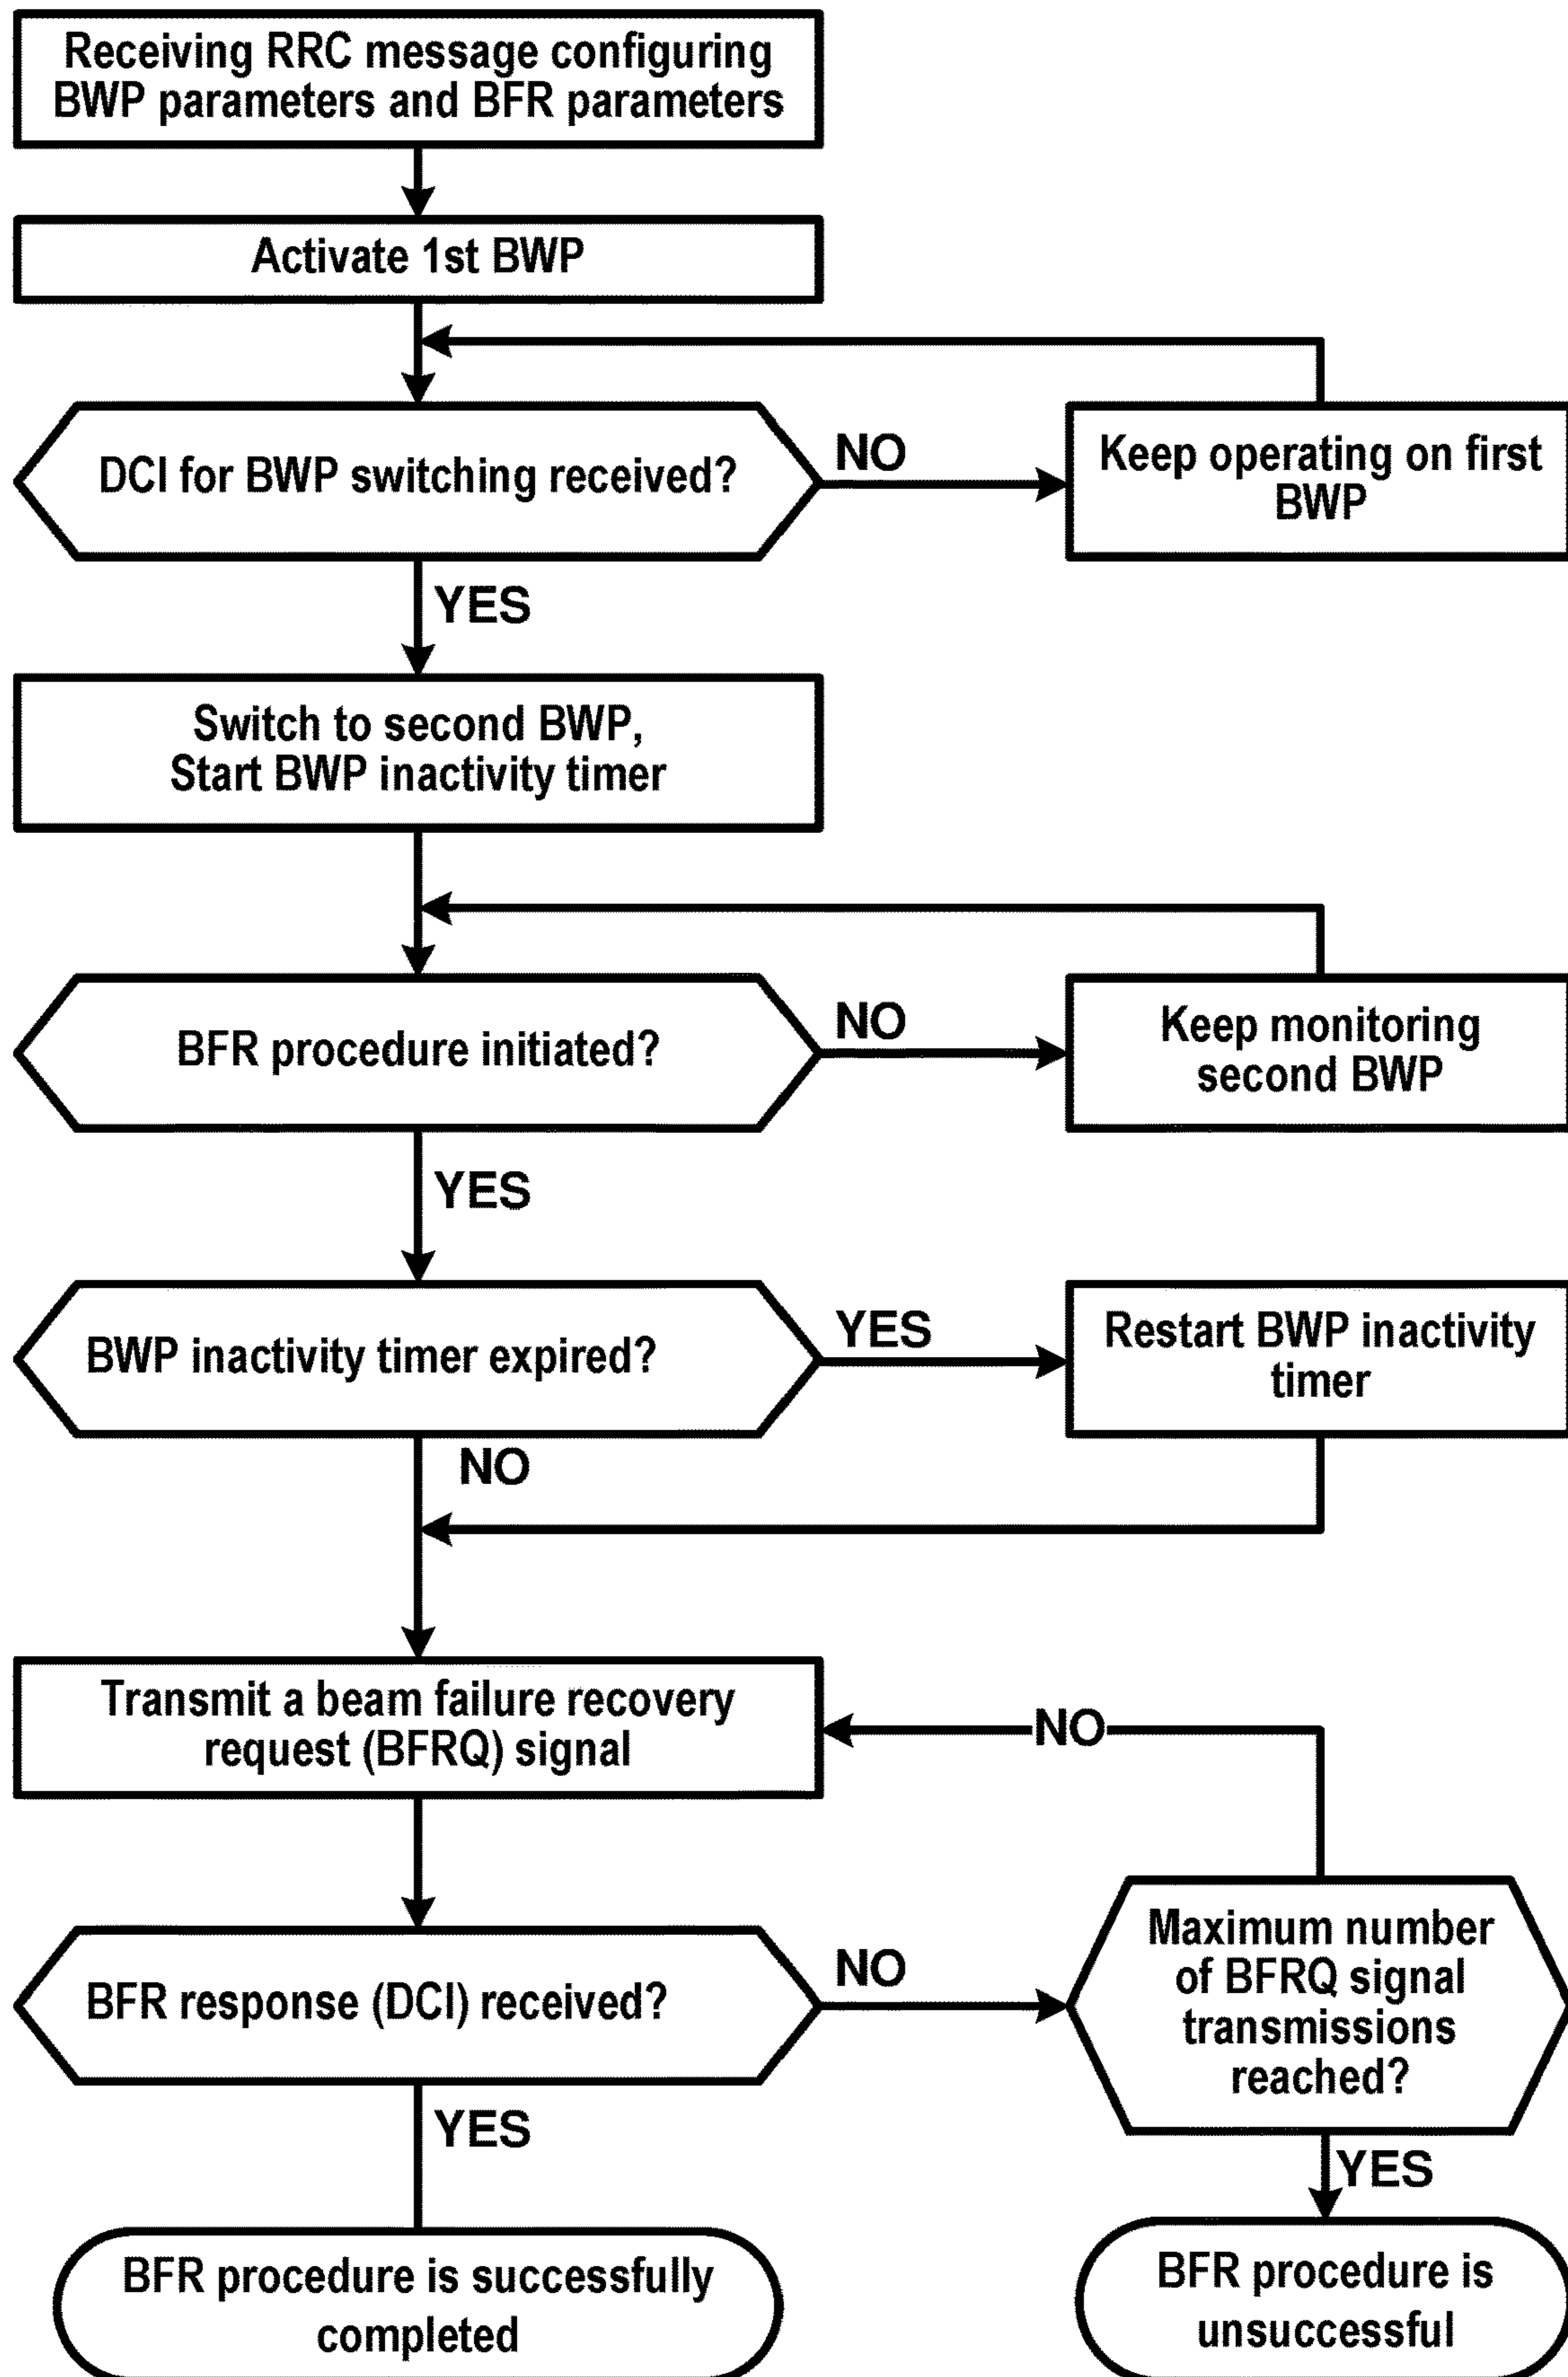 Receiving RRC message configuring
BWP parameters and BFR parameters
Activate 1st BWP
DCI for BWP switching received?
NO
Keep operating on first
BWP
YES
Switch to second BWP,
Start BWP inactivity timer
BFR procedure initiated?
NO
Keep monitoring
second BWP
YES
BWP inactivity timer expired?
YES
Restart BWP inactivity
timer
NO
Transmit a beam failure recovery
request (BFRQ) signal
NO
BFR response (DCI) received?
NO
Maximum number
of BFRQ signal
transmissions
reached?
YES
YES
BFR procedure is successfully
completed
BFR procedure is
unsuccessful